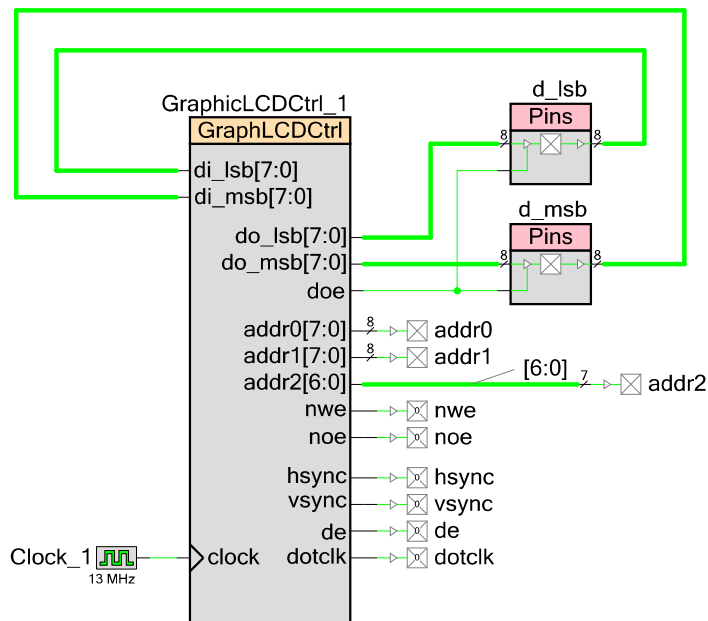 d_lsb
GraphicLCDCtrl_1
Pins
GraphLCDCtrl
8
8
di_lsb[7:0]
di_msb[7:0]
d_msb
do_lsb[7:0]
Pins
do_msb[7:0]
8
8
doe
addr0[7:0]
8
addr0
addr1[7:0]
8
addr1
addr2[6:0]
[6:0]
7
addr2
nwe
0
nwe
noe
0
noe
hsync
0
hsync
vsync
0
vsync
de
0
de
Clock_1
clock
dotclk
0
dotclk
13 MHz